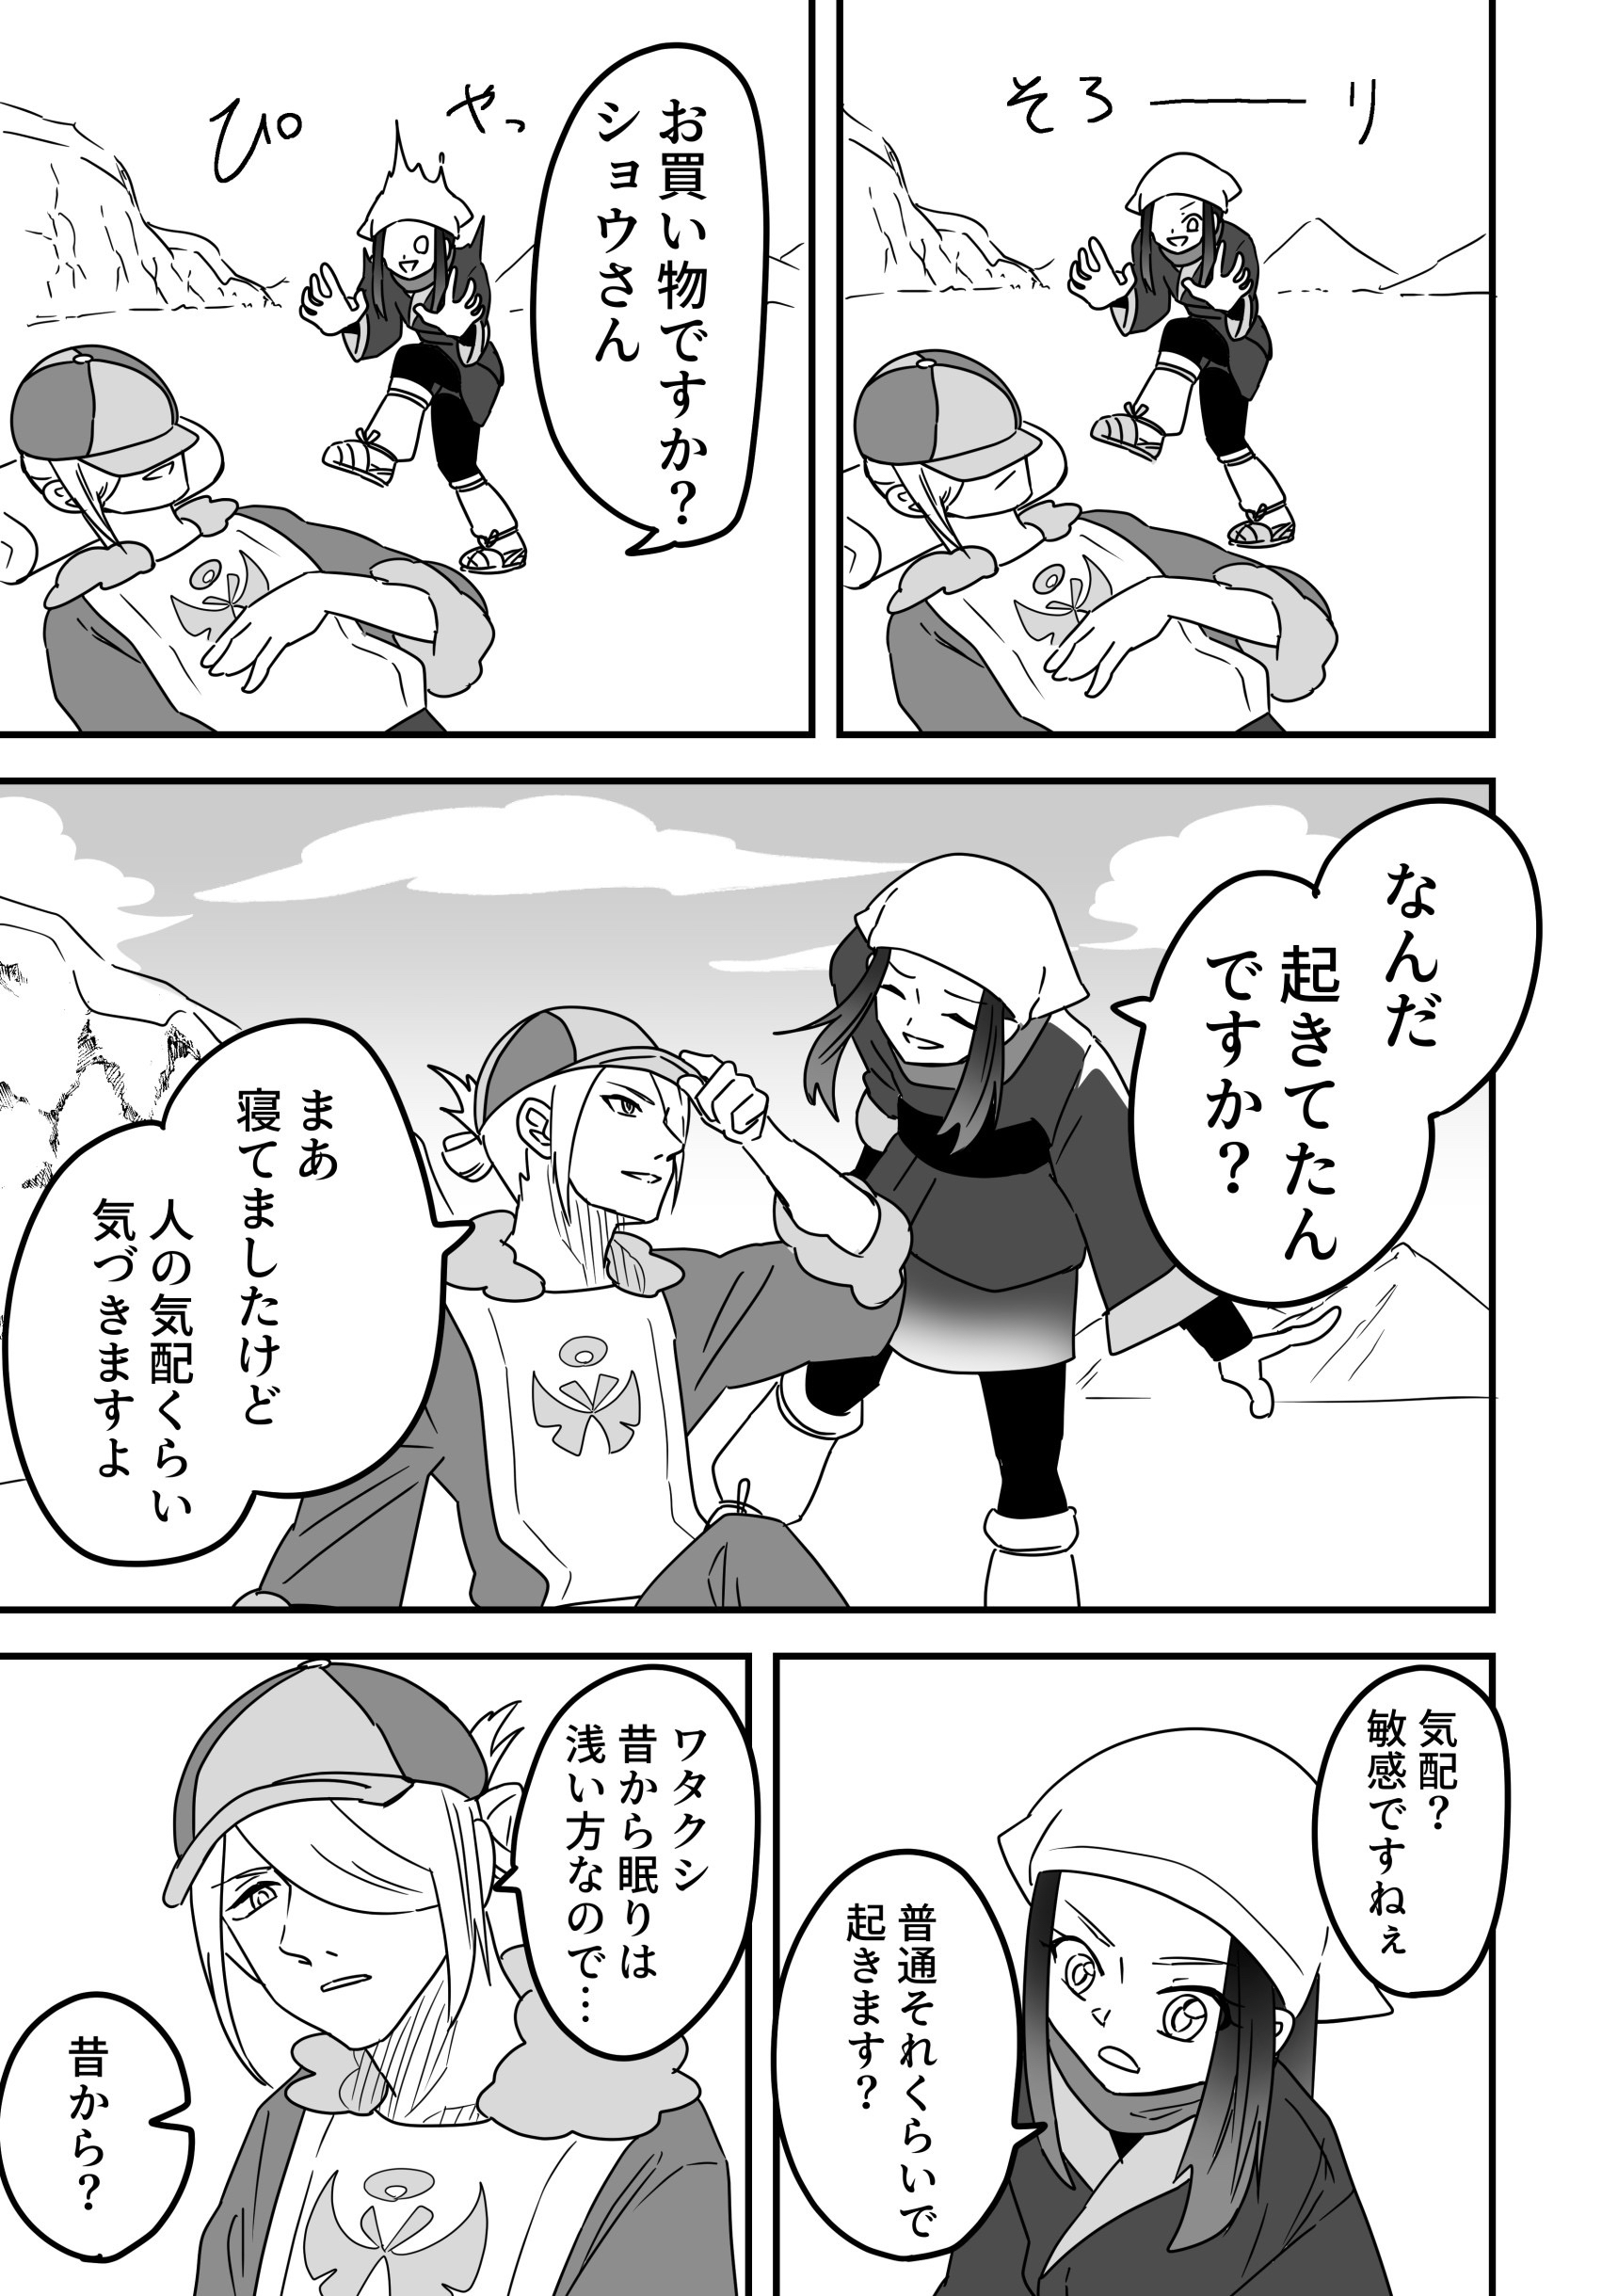 そろーり
お買い物ですか?
ショウさん
ぴやっ
なんだ
起きてたん
ですか?
まあ
寝てましたけど
人の気配くらい
気づきますよ
気配?
敏感ですねぇ
普通それくらいで
起きます?
ワタクシ
昔から眠りは
浅い方なので…
昔から?